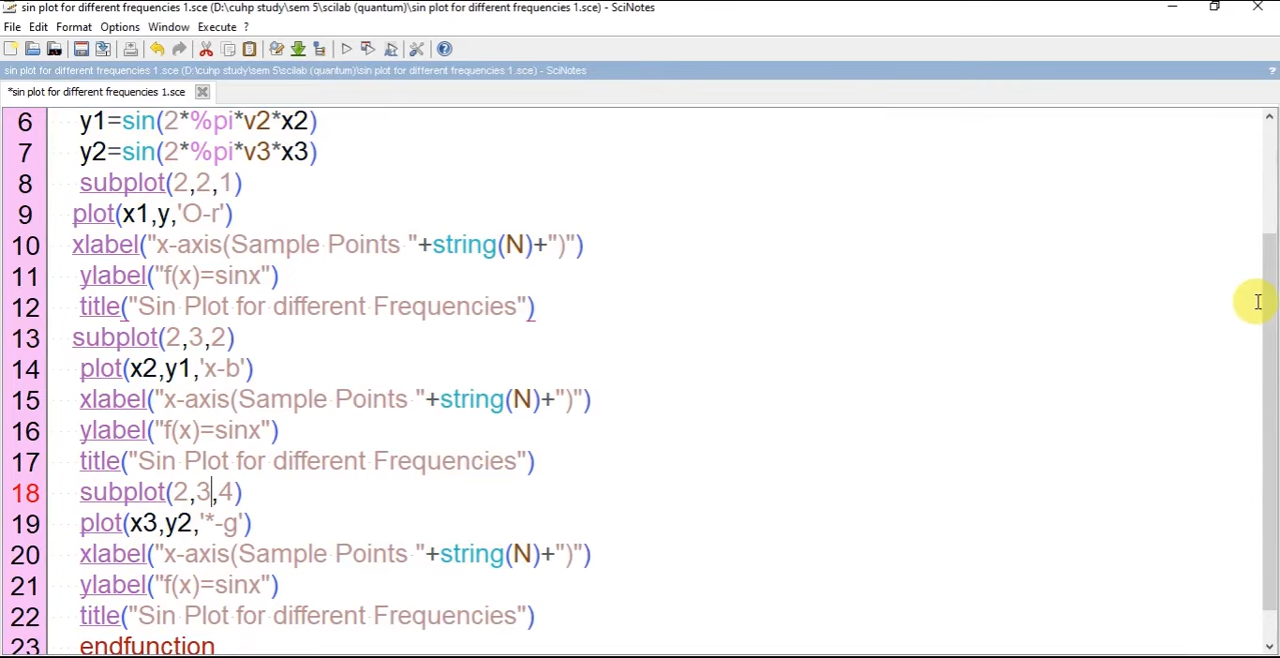 sin plot for different frequencies 1.sce (D:\cuhp study\sem 5\scilab (quantum)\sin plot for different frequencies 1.sce) - SciNotes
File Edit Format Options Window Execute ?
sin plot for different frequencies 1.sce (D:\cuhp study\sem 5\scilab (quantum)\sin plot for different frequencies 1.sce) - SciNotes ?
*sin plot for different frequencies 1.sce
6 y1=sin(2*%pi*v2*x2)
7 y2=sin(2*%pi*v3*x3)
8 subplot(2,2,1)
9 plot(x1,y,'O-r')
10 xlabel("x-axis(Sample Points "+string(N)+")")
11 ylabel("f(x)=sinx")
12 title("Sin Plot for different Frequencies")
13 subplot(2,3,2)
14 plot(x2,y1,'x-b')
15 xlabel("x-axis(Sample Points "+string(N)+")")
16 ylabel("f(x)=sinx")
17 title("Sin Plot for different Frequencies")
18 subplot(2,3,4)
19 plot(x3,y2,'*-g')
20 xlabel("x-axis(Sample Points "+string(N)+")")
21 ylabel("f(x)=sinx")
22 title("Sin Plot for different Frequencies")
23 endfunction